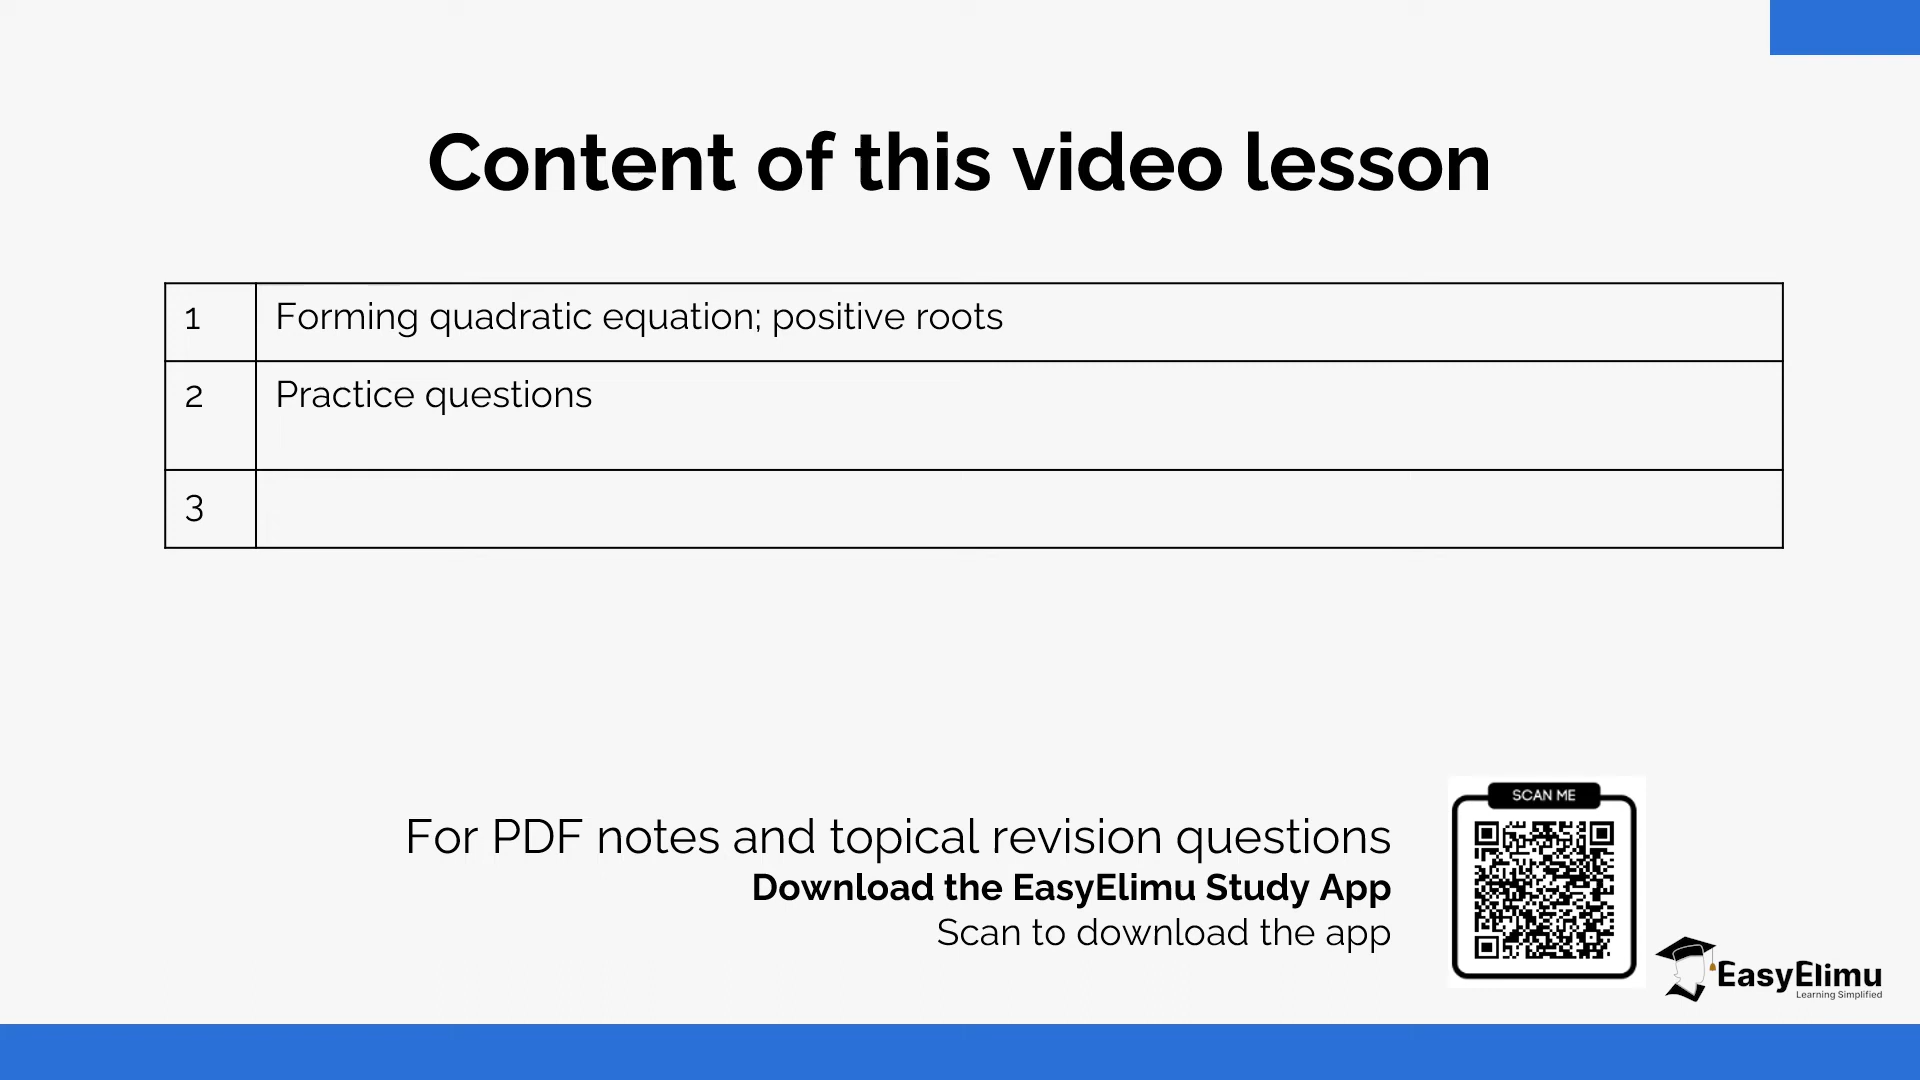 Content of this video lesson
1 Forming quadratic equation; positive roots
2 Practice questions
3
For PDF notes and topical revision questions
Download the EasyElimu Study App
Scan to download the app
SCAN ME
EasyElimu
Learning Simplified